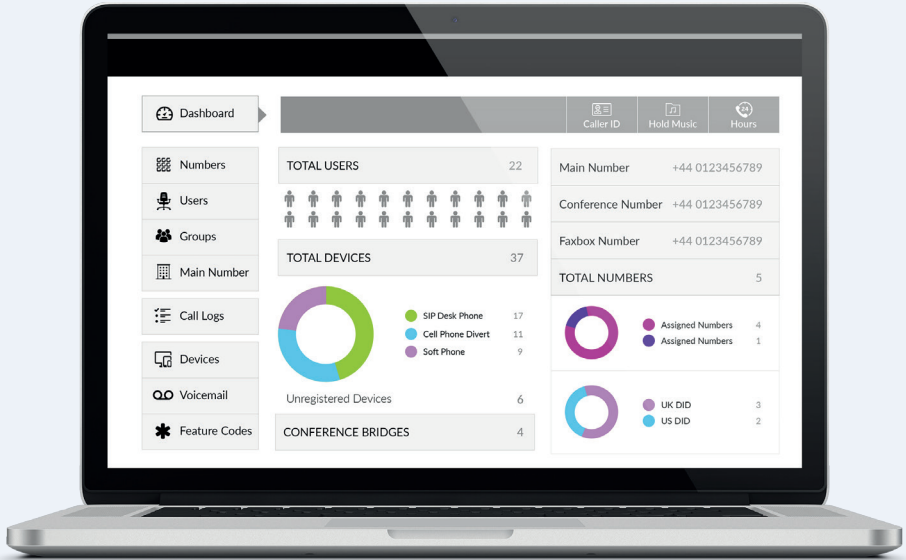 Dashboard
Caller ID
Hold Music
24
Hours
Numbers
Users
Groups
Main Number
Call Logs
Devices
Voicemail
Feature Codes
TOTAL USERS 22
TOTAL DEVICES 37
SIP Desk Phone 17
Cell Phone Divert 11
Soft Phone 9
Unregistered Devices 6
CONFERENCE BRIDGES 4
Main Number +44 0123456789
Conference Number +44 0123456789
Faxbox Number +44 0123456789
TOTAL NUMBERS 5
Assigned Numbers 4
Assigned Numbers 1
UK DID 3
US DID 2